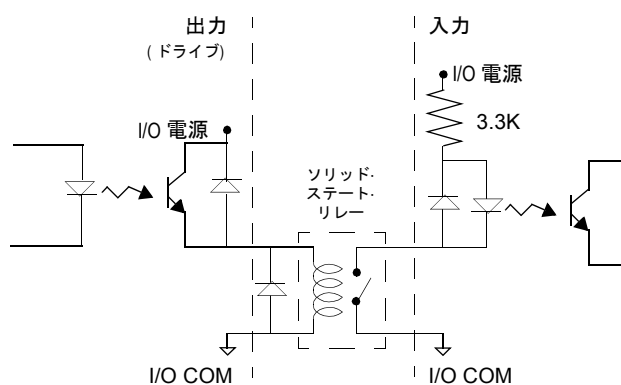 出力
(ドライブ)
入力
I/O 電源
3.3K
I/O 電源
ソリッド・
ステート・
リレー
I/O COM
I/O COM